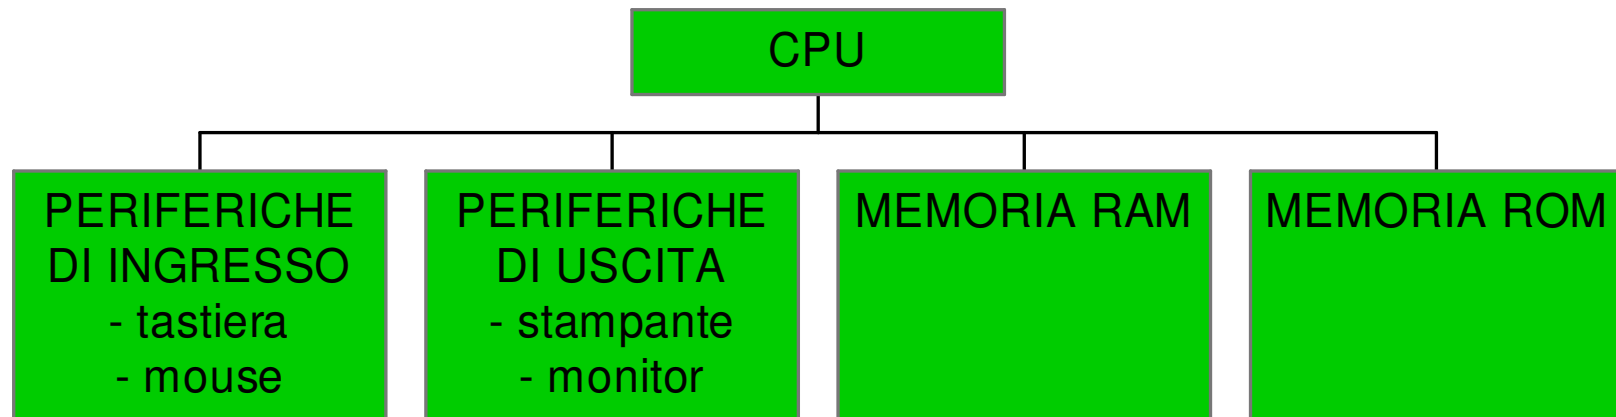 CPU
PERIFERICHE
DI INGRESSO
- tastiera
- mouse
PERIFERICHE
DI USCITA
- stampante
- monitor
MEMORIA RAM
MEMORIA ROM